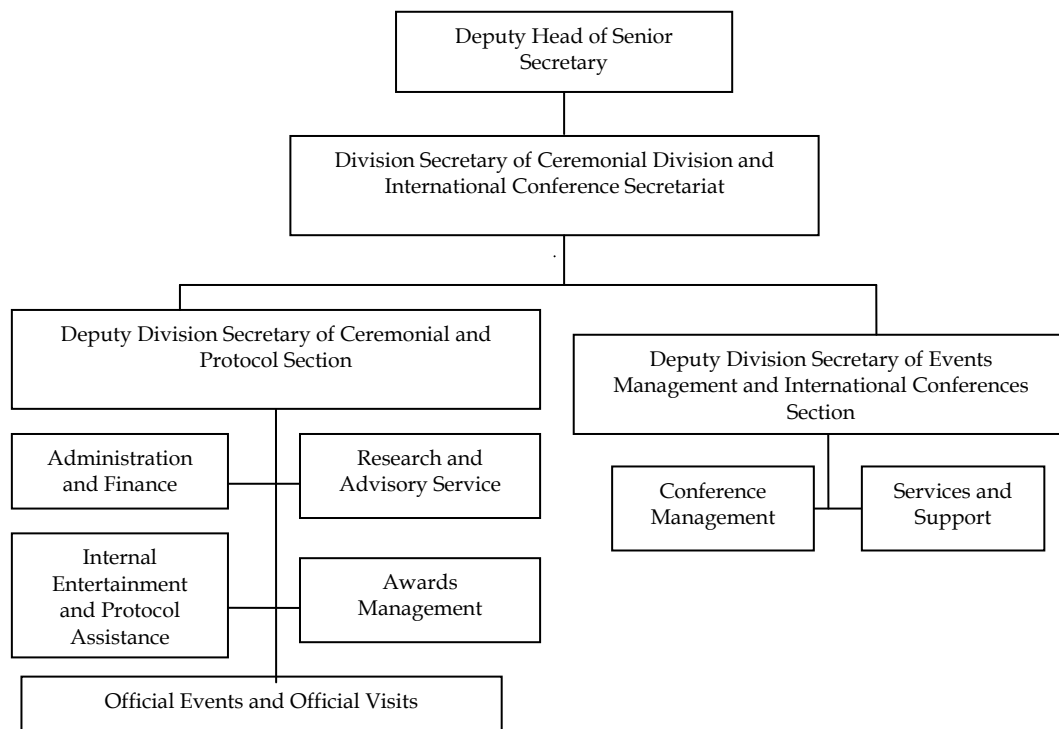 Deputy Head of Senior
Secretary
Division Secretary of Ceremonial Division and
International Conference Secretariat
.
Deputy Division Secretary of Ceremonial and
Protocol Section
Deputy Division Secretary of Events
Management and International Conferences
Section
Administration
and Finance
Research and
Advisory Service
Conference
Management
Services and
Support
Internal
Entertainment
and Protocol
Assistance
Awards
Management
Official Events and Official Visits